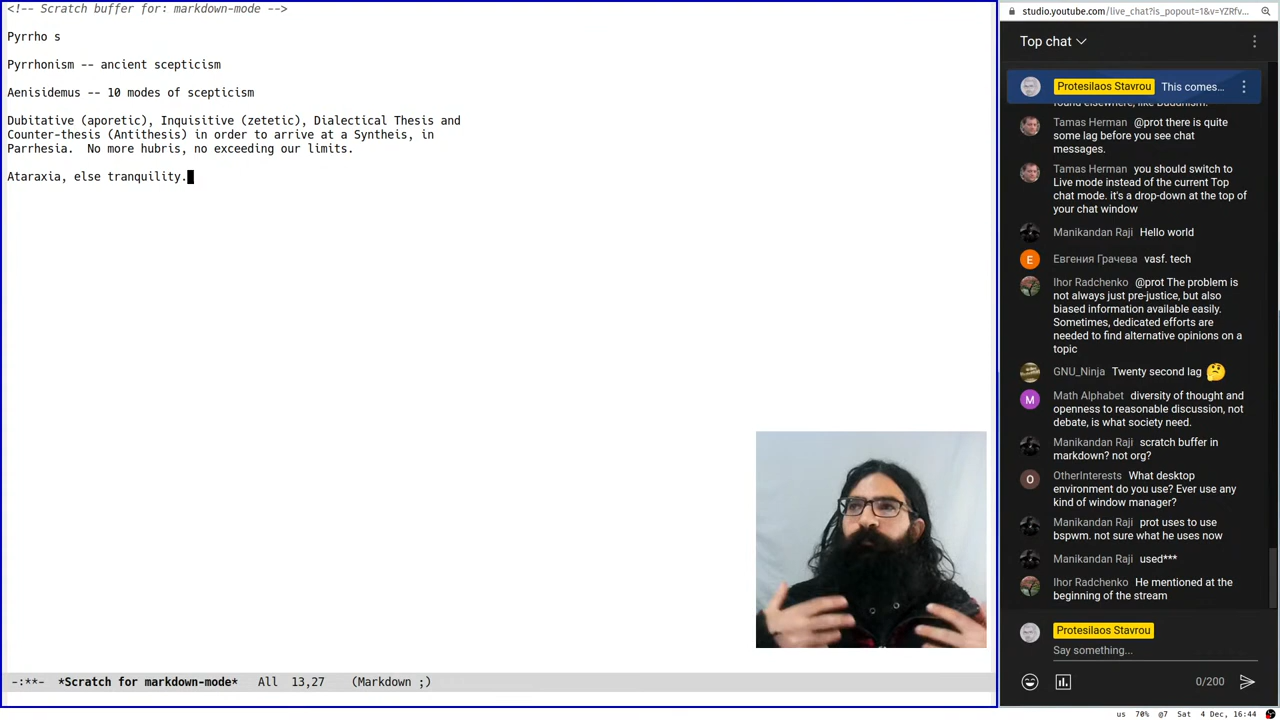 <!-- Scratch buffer for: markdown-mode -->
Pyrrho s
Pyrrhonism -- ancient scepticism
Aenisidemus -- 10 modes of scepticism
Dubitative (aporetic), Inquisitive (zetetic), Dialectical Thesis and
Counter-thesis (Antithesis) in order to arrive at a Syntheis, in
Parrhesia.  No more hubris, no exceeding our limits.
Ataraxia, else tranquility.
-:**-  *Scratch for markdown-mode*   All  13,27    (Markdown ;)
studio.youtube.com/live_chat?is_popout=1&v=YZRfv...
Top chat
Protesilaos Stavrou This comes...
found elsewhere, like Buddhism.
Tamas Herman @prot there is quite
some lag before you see chat
messages.
Tamas Herman you should switch to
Live mode instead of the current Top
chat mode. it's a drop-down at the top of
your chat window
Manikandan Raji Hello world
E Евгения Грачева vasf. tech
Ihor Radchenko @prot The problem is
not always just pre-justice, but also
biased information available easily.
Sometimes, dedicated efforts are
needed to find alternative opinions on a
topic
GNU_Ninja Twenty second lag 🤔
M Math Alphabet diversity of thought and
openness to reasonable discussion, not
debate, is what society need.
Manikandan Raji scratch buffer in
markdown? not org?
O OtherInterests What desktop
environment do you use? Ever use any
kind of window manager?
Manikandan Raji prot uses to use
bspwm. not sure what he uses now
Manikandan Raji used***
Ihor Radchenko He mentioned at the
beginning of the stream
Protesilaos Stavrou
Say something...
0/200
us  70%  @7  Sat  4 Dec, 16:44